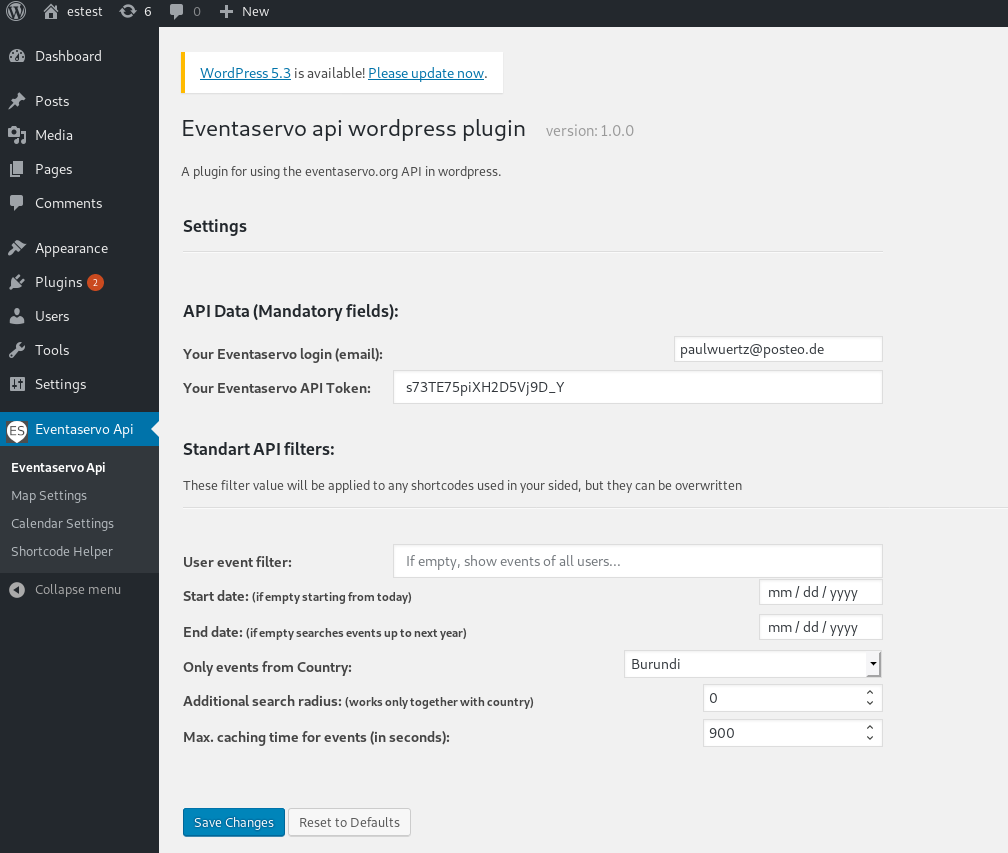 estest 6 0 New
Dashboard
Posts
Media
Pages
Comments
Appearance
Plugins 2
Users
Tools
Settings
ES Eventaservo Api
Eventaservo Api
Map Settings
Calendar Settings
Shortcode Helper
Collapse menu
WordPress 5.3 is available! Please update now.
Eventaservo api wordpress plugin version: 1.0.0
A plugin for using the eventaservo.org API in wordpress.
Settings
API Data (Mandatory fields):
Your Eventaservo login (email): paulwuertz@posteo.de
Your Eventaservo API Token: s73TE75piXH2D5Vj9D_Y
Standart API filters:
These filter value will be applied to any shortcodes used in your sided, but they can be overwritten
User event filter: If empty, show events of all users...
Start date: (if empty starting from today) mm / dd / yyyy
End date: (if empty searches events up to next year) mm / dd / yyyy
Only events from Country: Burundi
Additional search radius: (works only together with country) 0
Max. caching time for events (in seconds): 900
Save Changes Reset to Defaults